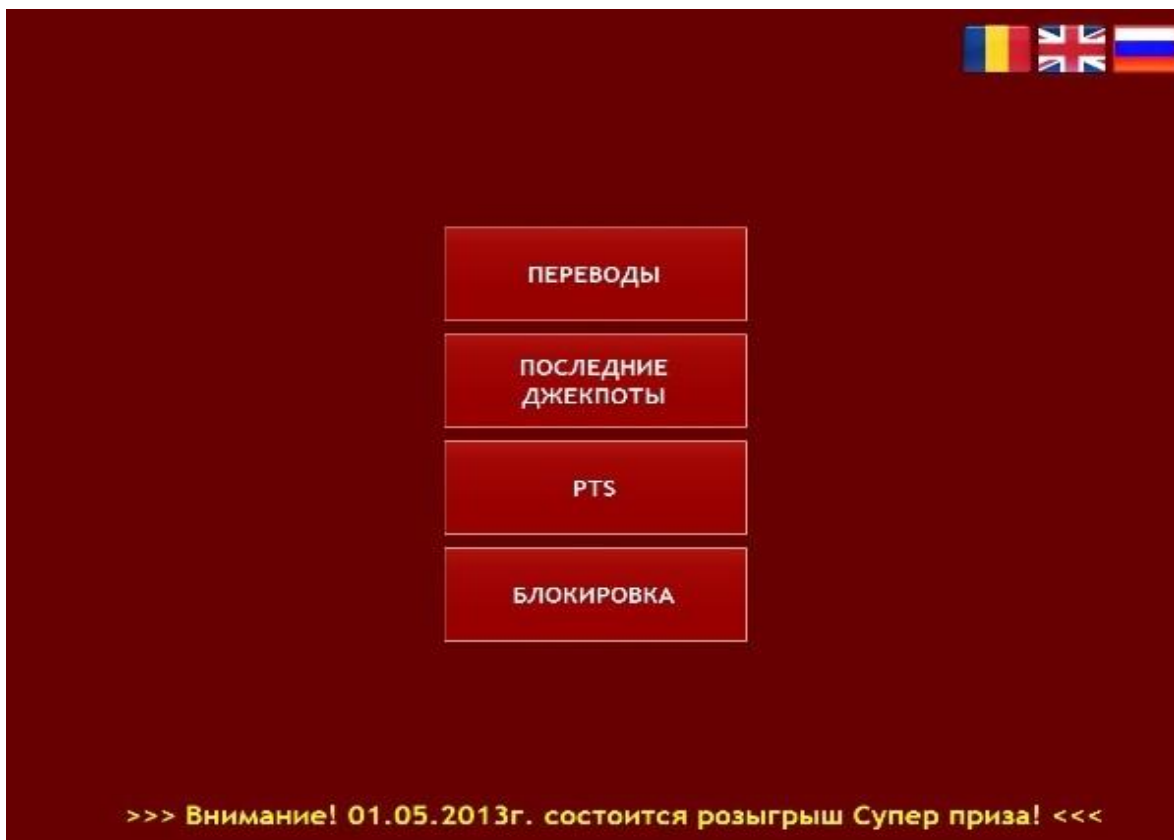 ПЕРЕВОДЫ
ПОСЛЕДНИЕ
ДЖЕКПОТЫ
PTS
БЛОКИРОВКА
>>> Внимание! 01.05.2013г. состоится розыгрыш Супер приза! <<<